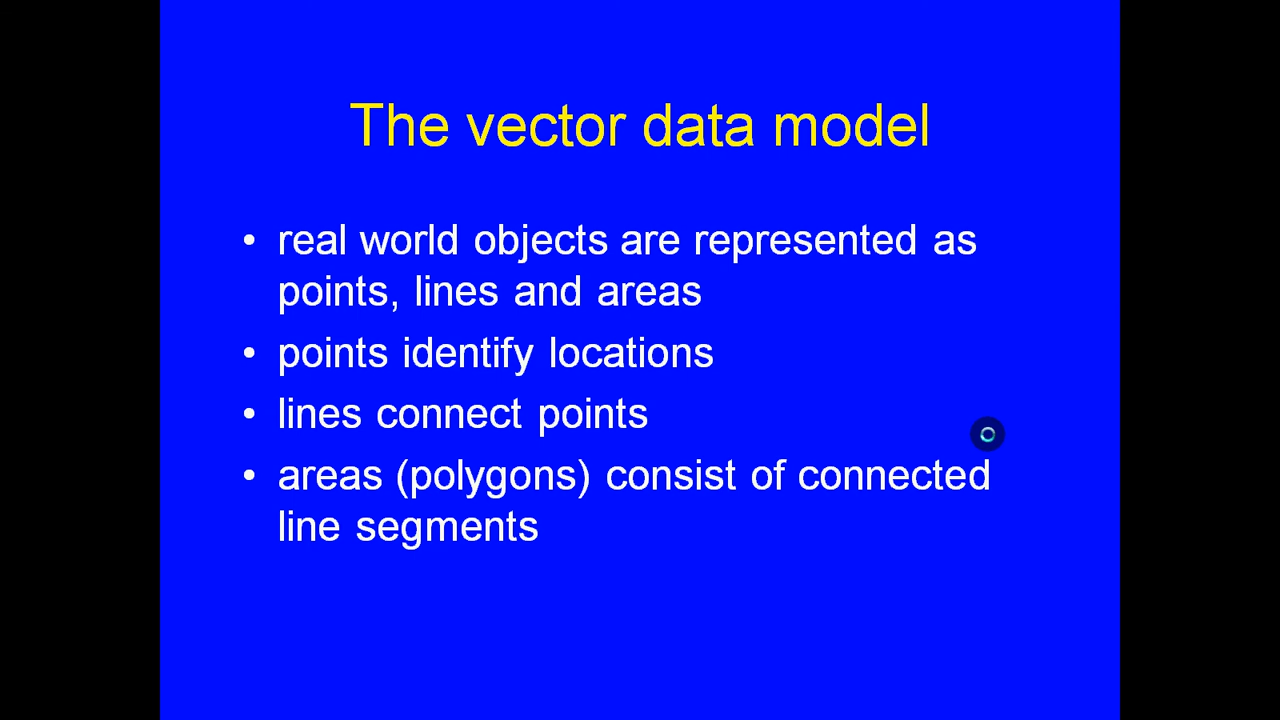 The vector data model
• real world objects are represented as
points, lines and areas
• points identify locations
• lines connect points
• areas (polygons) consist of connected
line segments